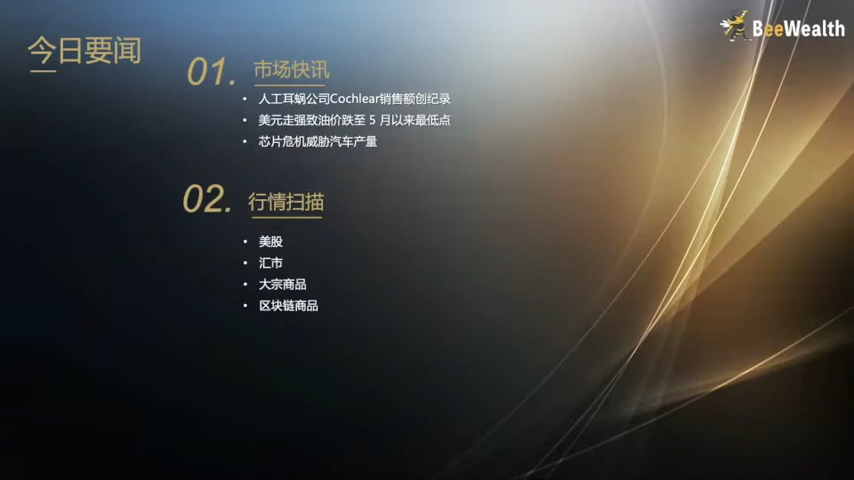 BeeWealth
今日要闻
01. 市场快讯
• 人工耳蜗公司Cochlear销售额创纪录
• 美元走强致油价跌至 5 月以来最低点
• 芯片危机威胁汽车产量
02. 行情扫描
• 美股
• 汇市
• 大宗商品
• 区块链商品